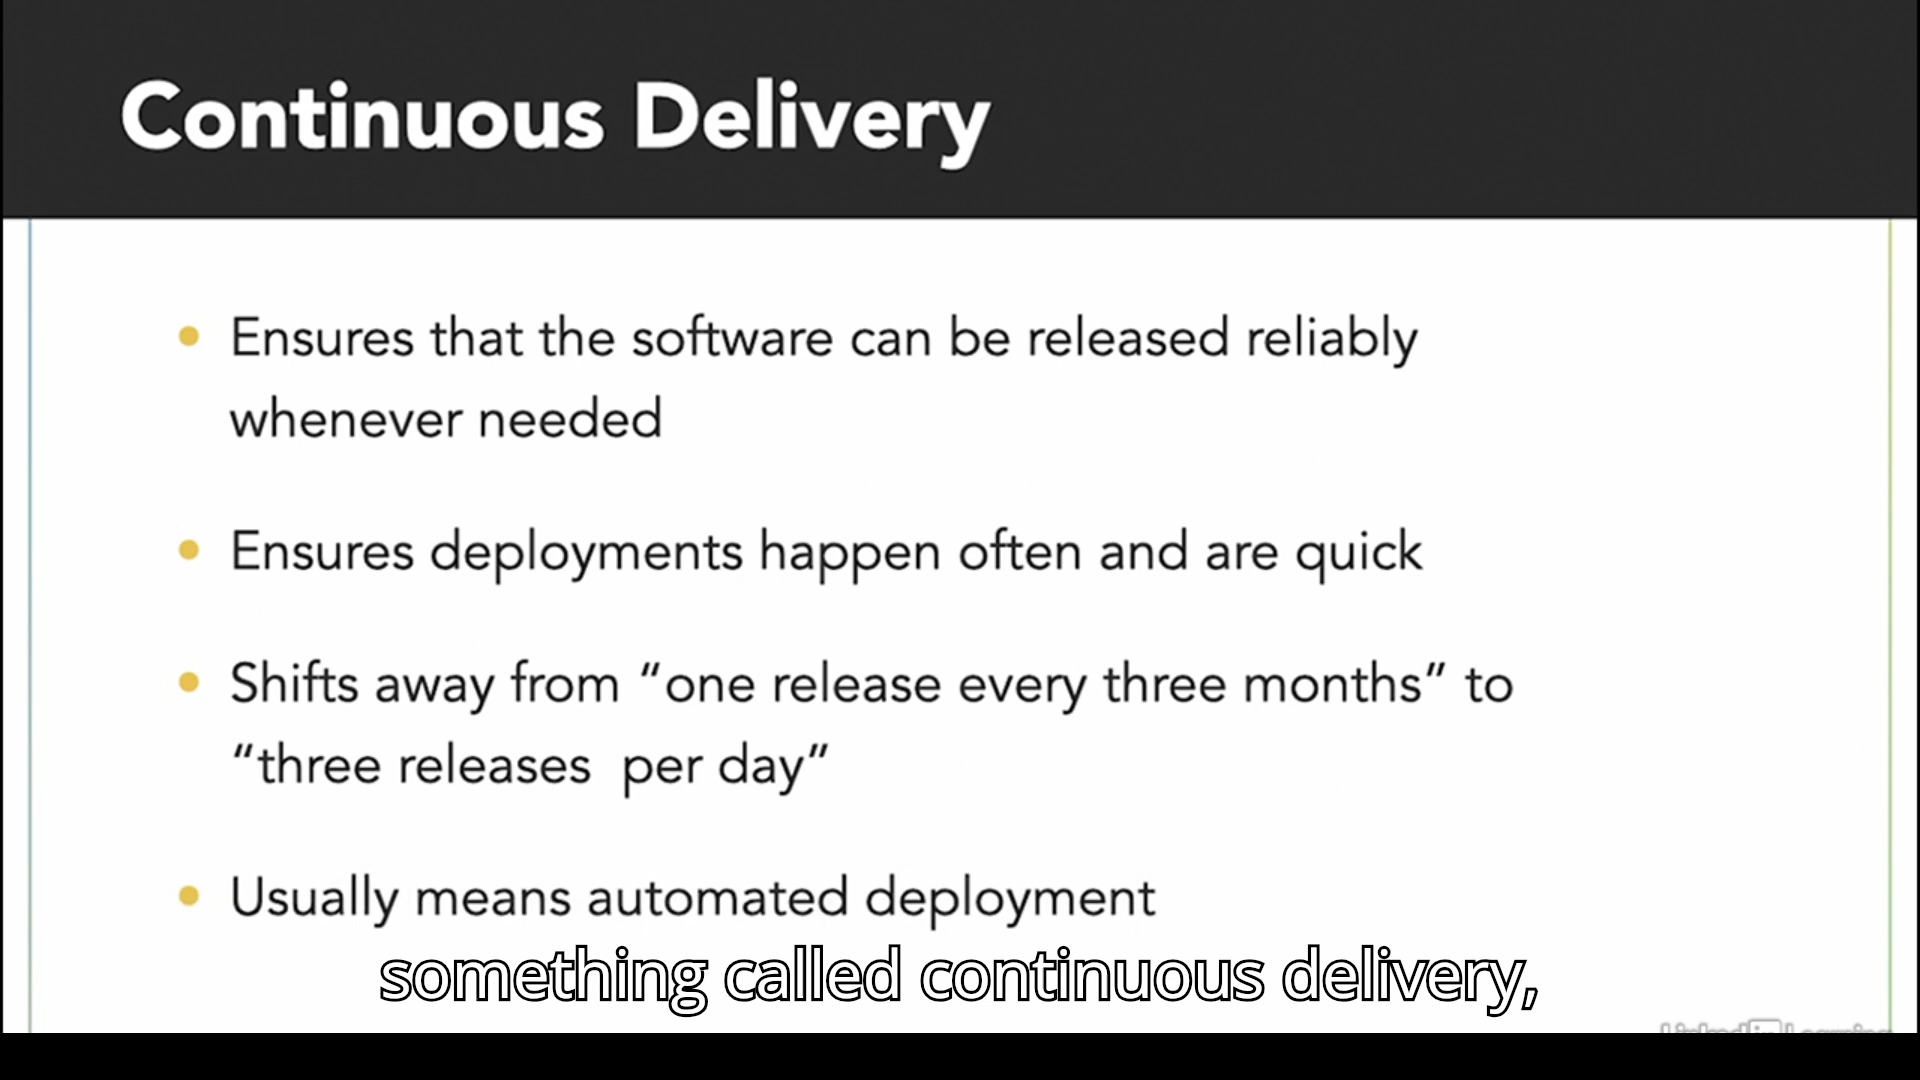 Continuous Delivery
• Ensures that the software can be released reliably
whenever needed
• Ensures deployments happen often and are quick
• Shifts away from “one release every three months” to
“three releases  per day”
• Usually means automated deployment
something called continuous delivery,
LinkedIn Learning